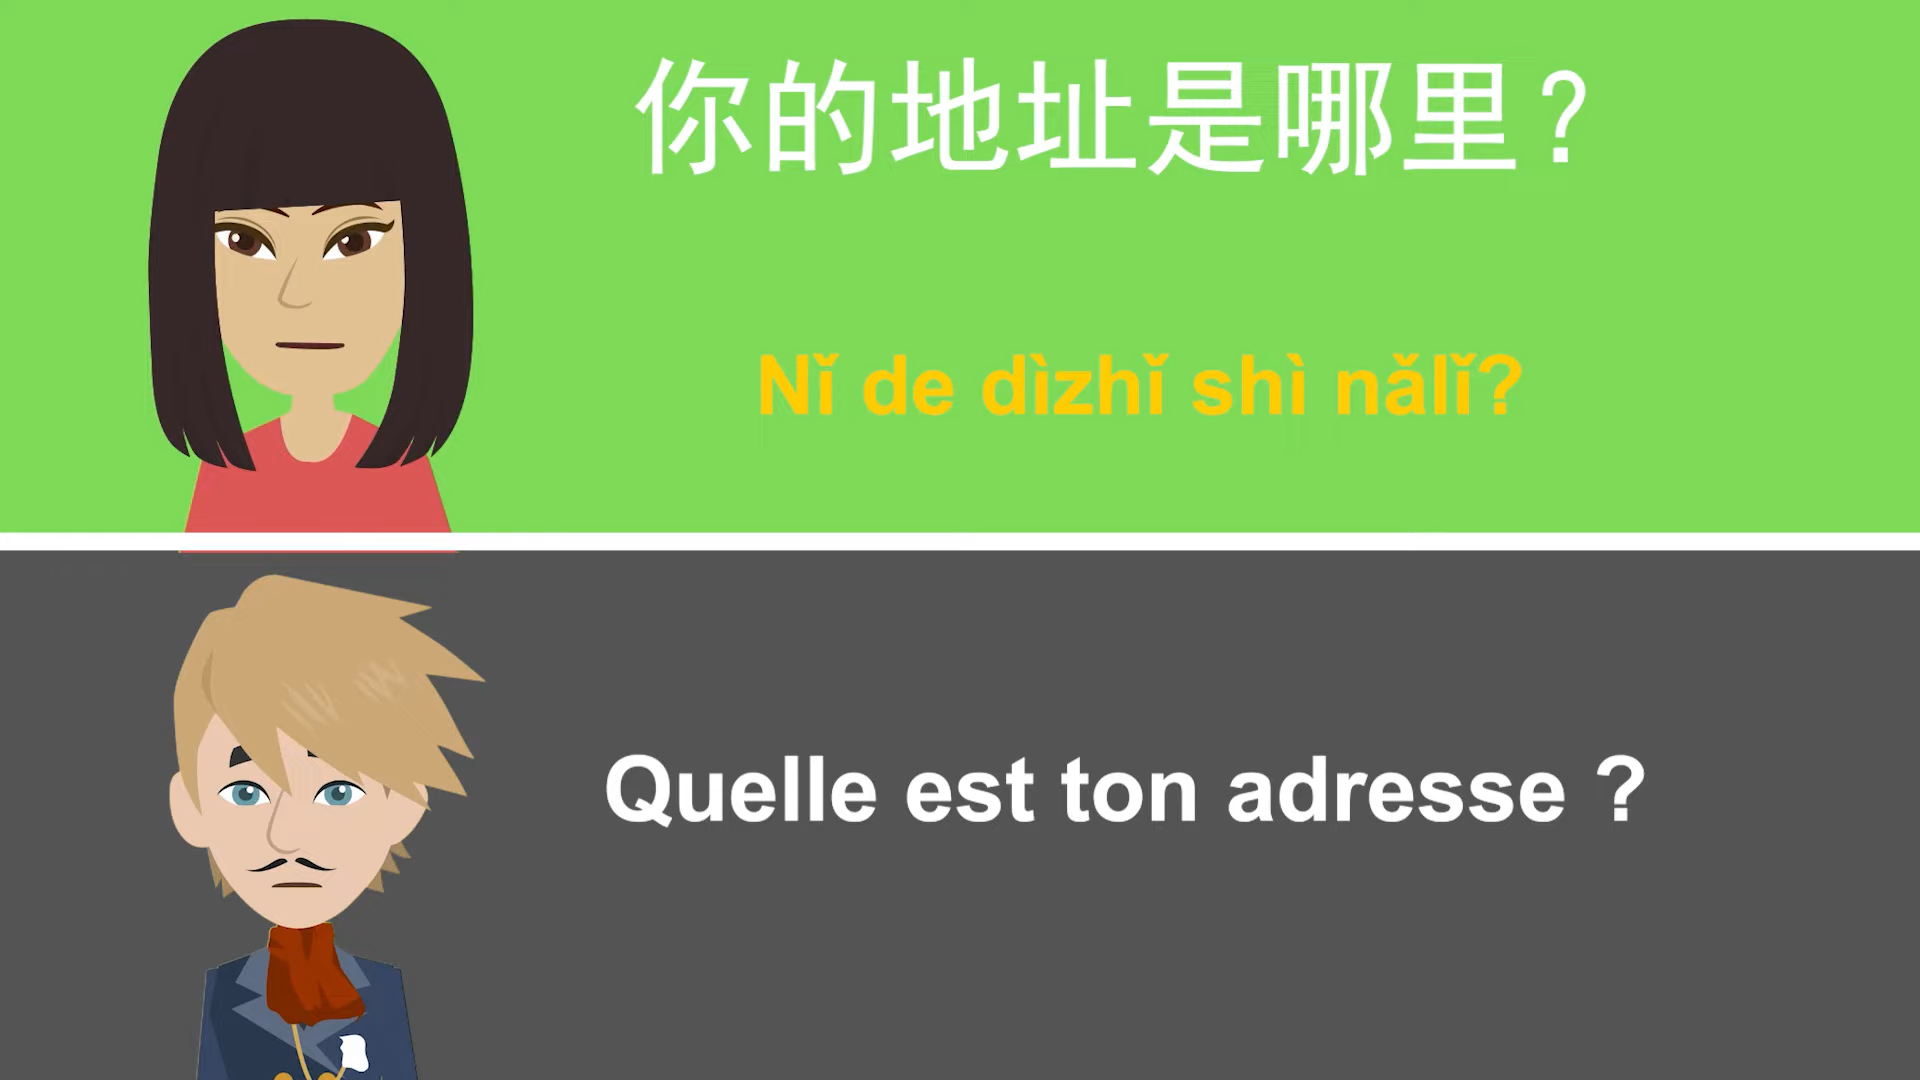 你的地址是哪里?
Nǐ de dìzhǐ shì nǎlǐ?
Quelle est ton adresse ?